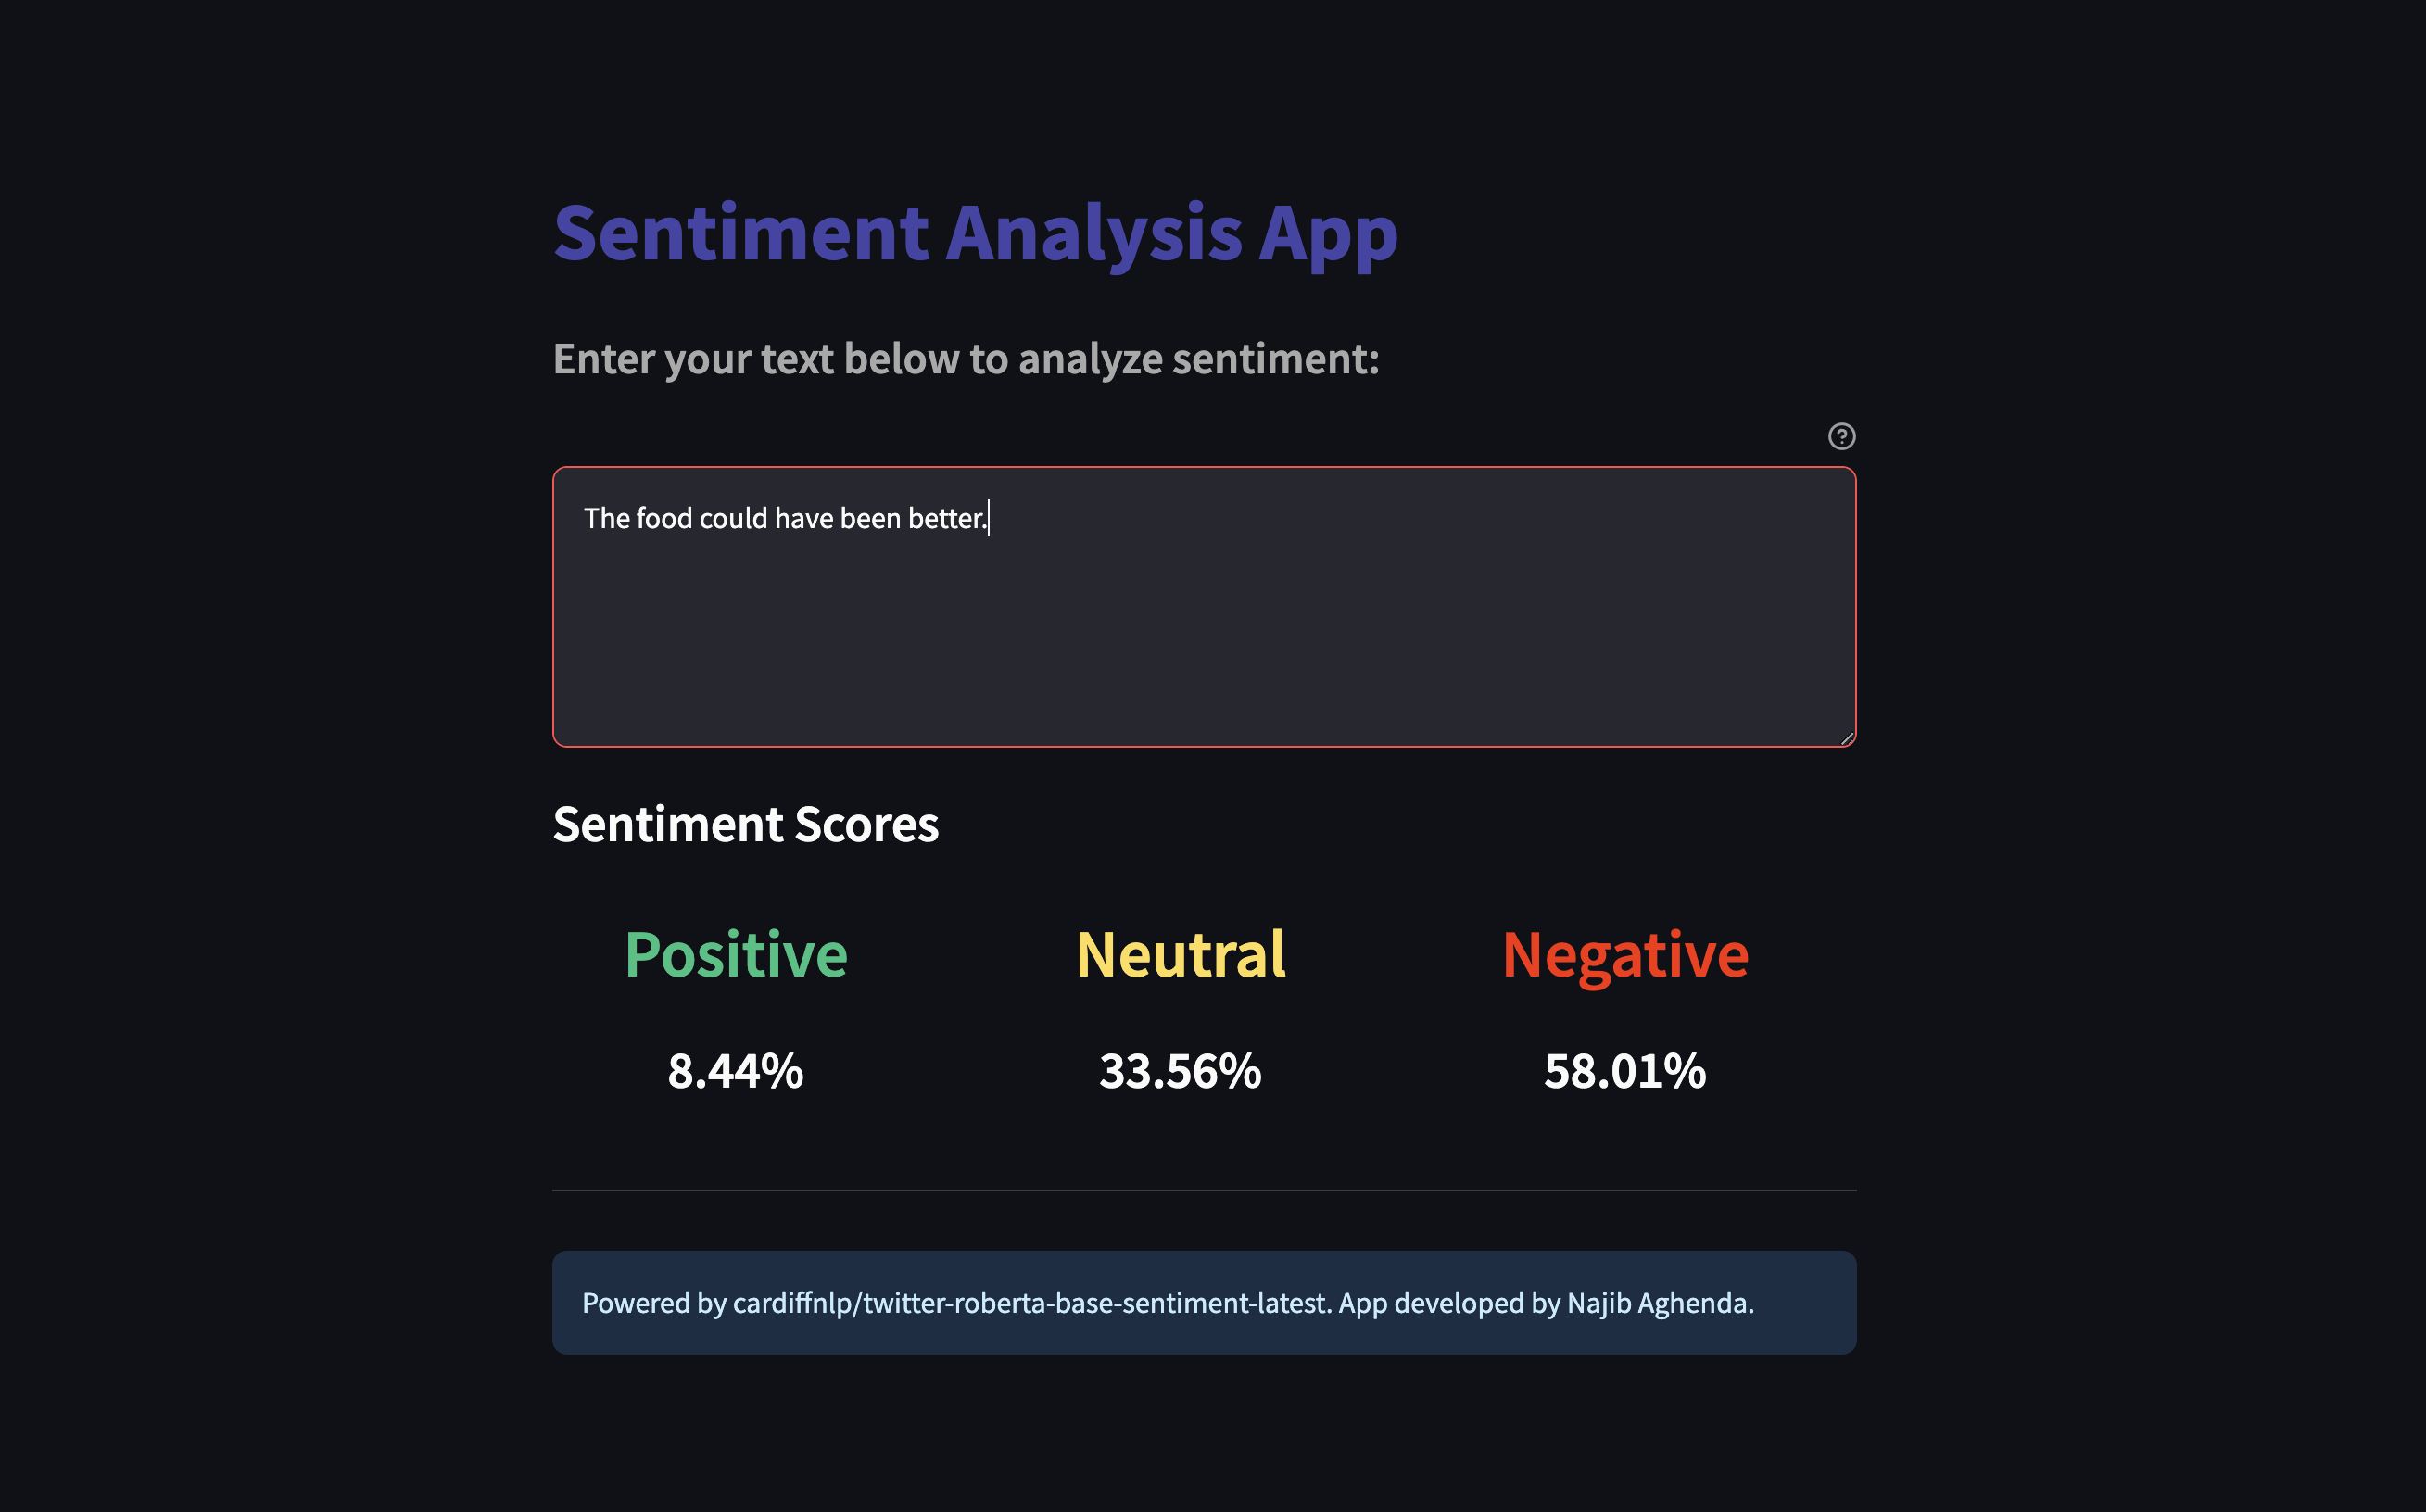 Sentiment Analysis App
Enter your text below to analyze sentiment:
?
The food could have been better.
Sentiment Scores
Positive Neutral Negative
8.44% 33.56% 58.01%
Powered by cardiffnlp/twitter-roberta-base-sentiment-latest. App developed by Najib Aghenda.